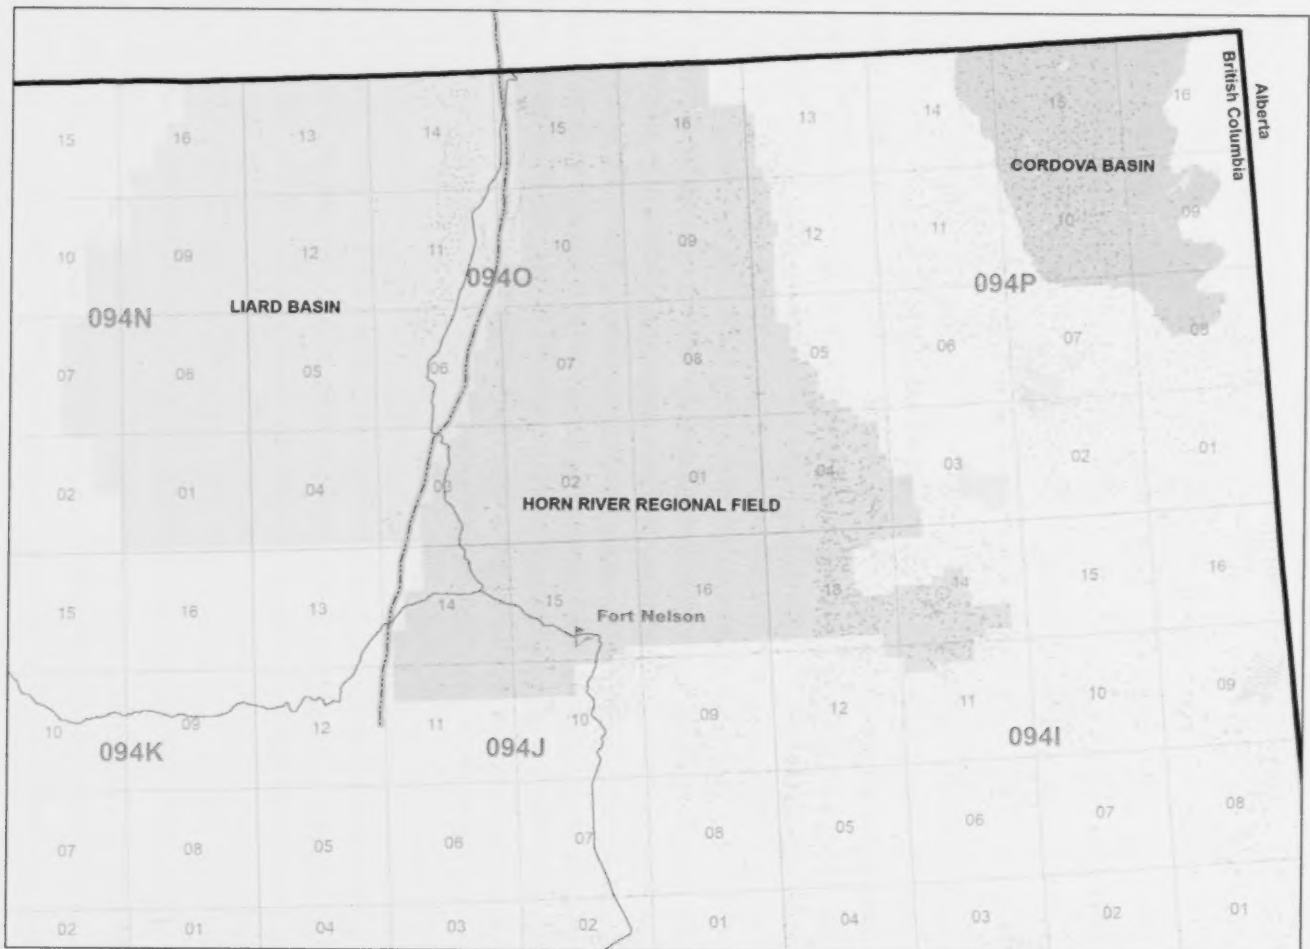 British Columbia
Alberta
15 16 13 14 15 16 13 14 15 16
CORDOVA BASIN
10 09 12 11 10 09 12 11 10 09
094N
LIARD BASIN
094O
094P
07 06 05 06 07 08 05 06 07 08
02 01 04 03 02 01 04 03 02 01
HORN RIVER REGIONAL FIELD
15 16 13 14 15 16 13 14 15 16
Fort Nelson
10 09 12 11 10 09 12 11 10 09
094K
094J
094I
07 08 05 06 07 08 05 06 07 08
02 01 04 03 02 01 04 03 02 01